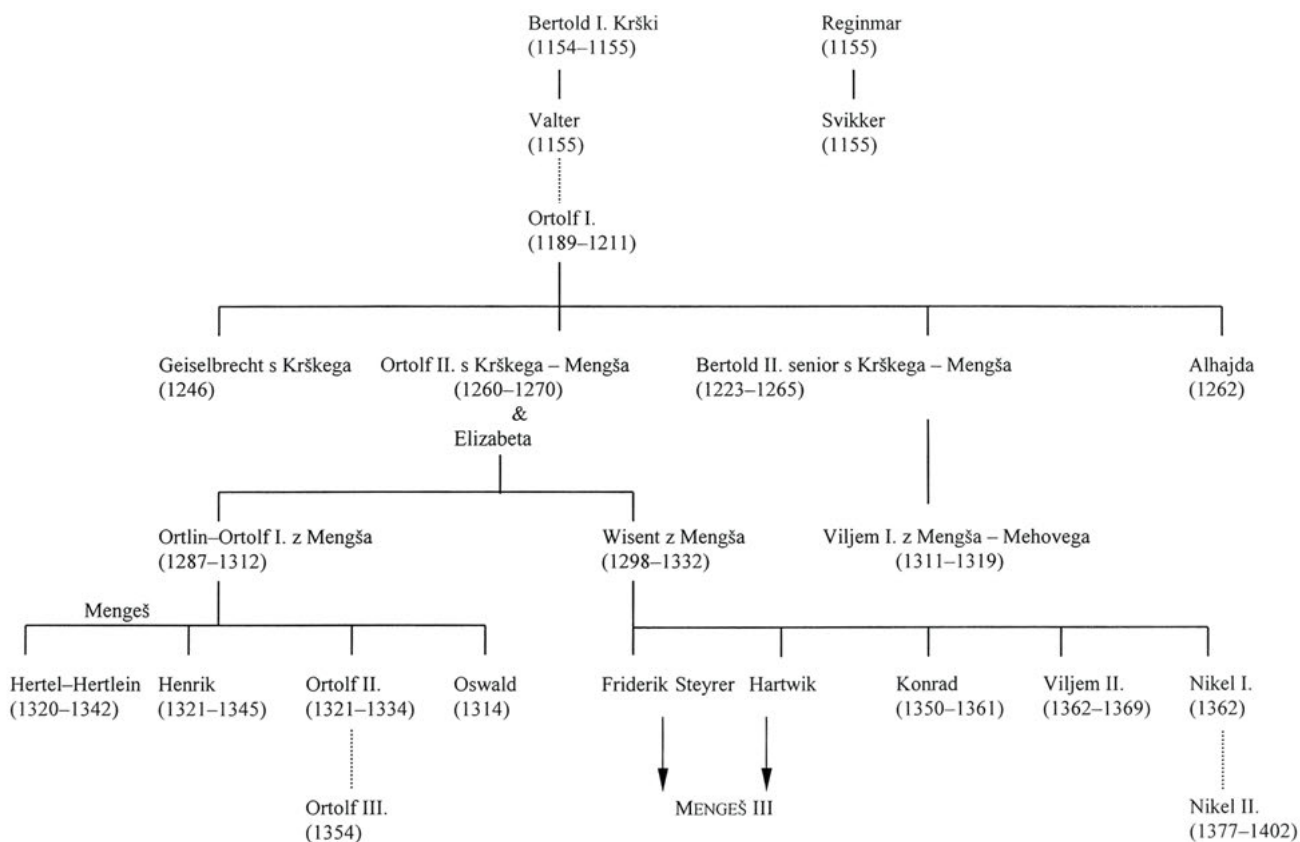 Bertold I. Krški
(1154–1155)
Reginmar
(1155)
Valter
(1155)
Svikker
(1155)
Ortolf I.
(1189–1211)
Geiselbrecht s Krškega
(1246)
Ortolf II. s Krškega – Mengša
(1260–1270)
&
Elizabeta
Bertold II. senior s Krškega – Mengša
(1223–1265)
Alhajda
(1262)
Ortlin–Ortolf I. z Mengša
(1287–1312)
Wisent z Mengša
(1298–1332)
Viljem I. z Mengša – Mehovega
(1311–1319)
Mengeš
Hertel–Hertlein
(1320–1342)
Henrik
(1321–1345)
Ortolf II.
(1321–1334)
Oswald
(1314)
Friderik Steyrer
Hartwik
Konrad
(1350–1361)
Viljem II.
(1362–1369)
Nikel I.
(1362)
Ortolf III.
(1354)
MENGEŠ III
Nikel II.
(1377–1402)